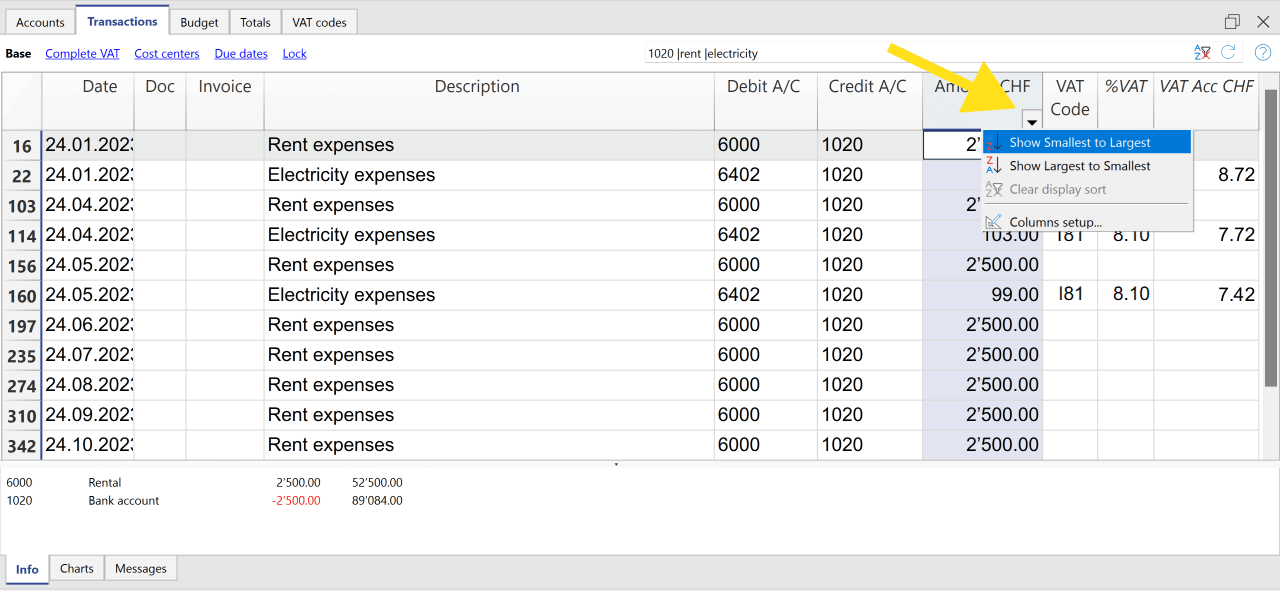 Accounts Transactions Budget Totals VAT codes
Base Complete VAT Cost centers Due dates Lock 1020 |rent |electricity
Date Doc Invoice Description Debit A/C Credit A/C CHF VAT Code %VAT VAT Acc CHF
16 24.01.2023 Rent expenses 6000 1020 2’
Show Smallest to Largest
22 24.01.2023 Electricity expenses 6402 1020 8.72
Show Largest to Smallest
Clear display sort
103 24.04.2023 Rent expenses 6000 1020 2’
Columns setup...
114 24.04.2023 Electricity expenses 6402 1020 103.00 I81 8.10 7.72
156 24.05.2023 Rent expenses 6000 1020 2’500.00
160 24.05.2023 Electricity expenses 6402 1020 99.00 I81 8.10 7.42
197 24.06.2023 Rent expenses 6000 1020 2’500.00
235 24.07.2023 Rent expenses 6000 1020 2’500.00
274 24.08.2023 Rent expenses 6000 1020 2’500.00
310 24.09.2023 Rent expenses 6000 1020 2’500.00
342 24.10.2023 Rent expenses 6000 1020 2’500.00
6000 Rental 2’500.00 52’500.00
1020 Bank account -2’500.00 89’084.00
Info Charts Messages